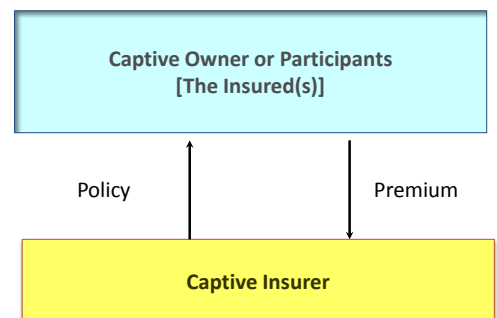 Captive Owner or Participants
[The Insured(s)]
Policy
Premium
Captive Insurer